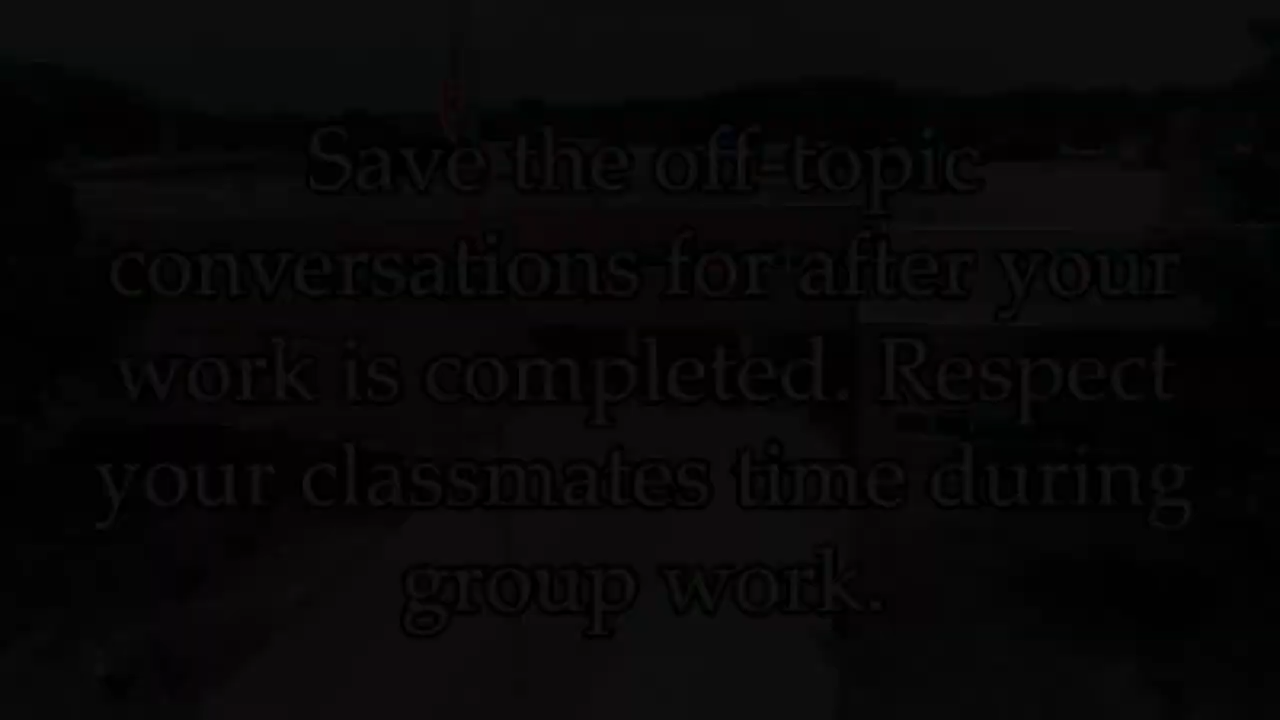 Save the off-topic
conversations for after your
work is completed. Respect
your classmates time during
group work.